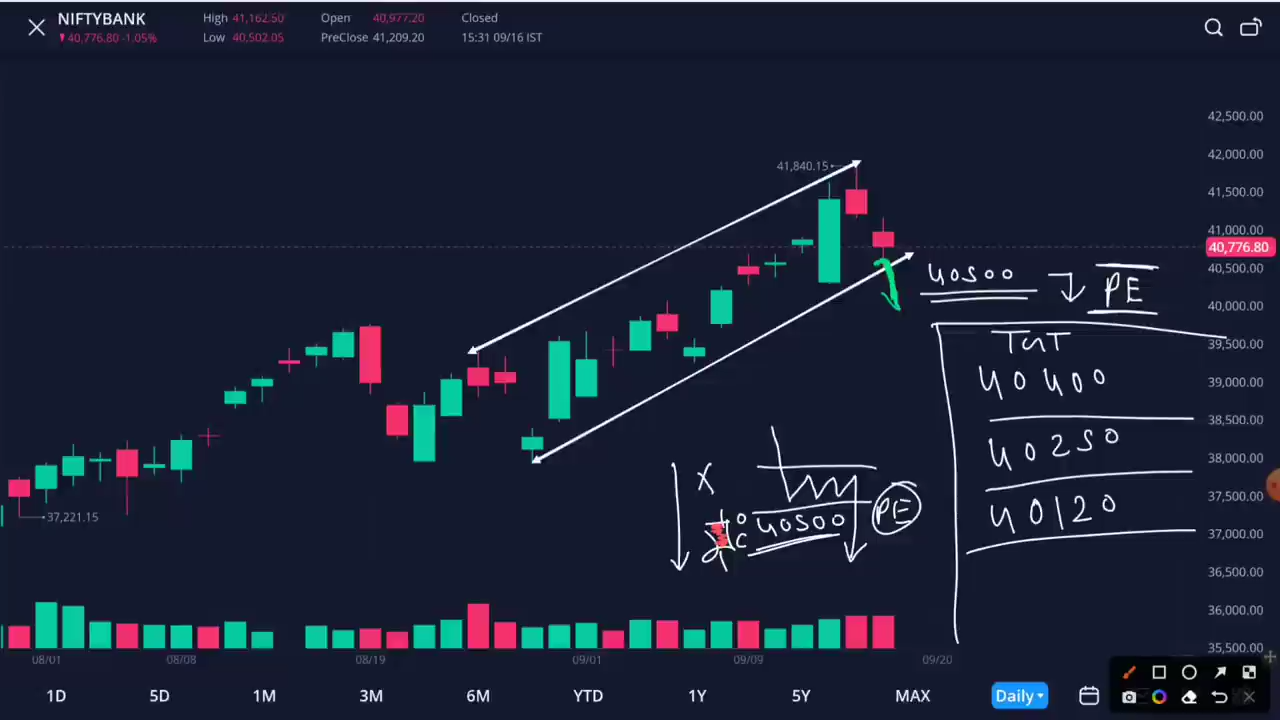 NIFTYBANK
▼40,776.80 -1.05%
High 41,162.50
Low 40,502.05
Open 40,977.20
PreClose 41,209.20
Closed
15:31 09/16 IST
42,500.00
42,000.00
41,840.15
41,500.00
41,000.00
40,776.80
40,500.00
40,000.00
39,500.00
39,000.00
38,500.00
38,000.00
37,500.00
37,000.00
36,500.00
36,000.00
35,500.00
40500 PE
TGT
40400
40250
40120
X
O
C
40500
PE
37,221.15
08/01
08/08
08/19
09/01
09/09
09/20
1D 5D 1M 3M 6M YTD 1Y 5Y MAX Daily